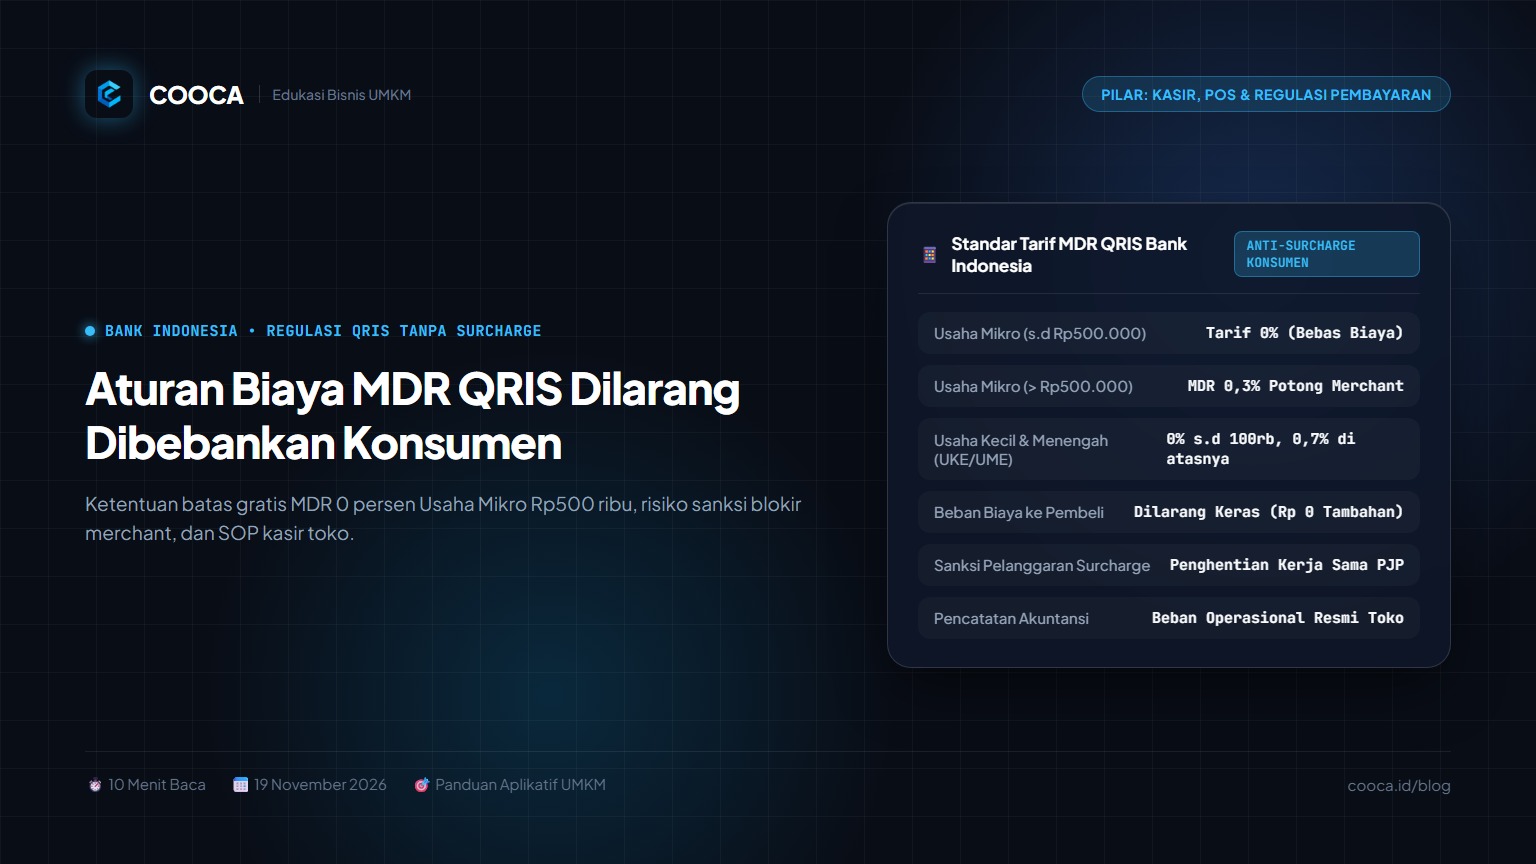 COOCA
Edukasi Bisnis UMKM
PILAR: KASIR, POS & REGULASI PEMBAYARAN
BANK INDONESIA • REGULASI QRIS TANPA SURCHARGE
Aturan Biaya MDR QRIS Dilarang
Dibebankan Konsumen
Ketentuan batas gratis MDR 0 persen Usaha Mikro Rp500 ribu, risiko sanksi blokir
merchant, dan SOP kasir toko.
Standar Tarif MDR QRIS Bank
Indonesia
ANTI-SURCHARGE
KONSUMEN
Usaha Mikro (s.d Rp500.000)
Tarif 0% (Bebas Biaya)
Usaha Mikro (> Rp500.000)
MDR 0,3% Potong Merchant
Usaha Kecil & Menengah
(UKE/UME)
0% s.d 100rb, 0,7% di
atasnya
Beban Biaya ke Pembeli
Dilarang Keras (Rp 0 Tambahan)
Sanksi Pelanggaran Surcharge
Penghentian Kerja Sama PJP
Pencatatan Akuntansi
Beban Operasional Resmi Toko
10 Menit Baca
19 November 2026
Panduan Aplikatif UMKM
cooca.id/blog